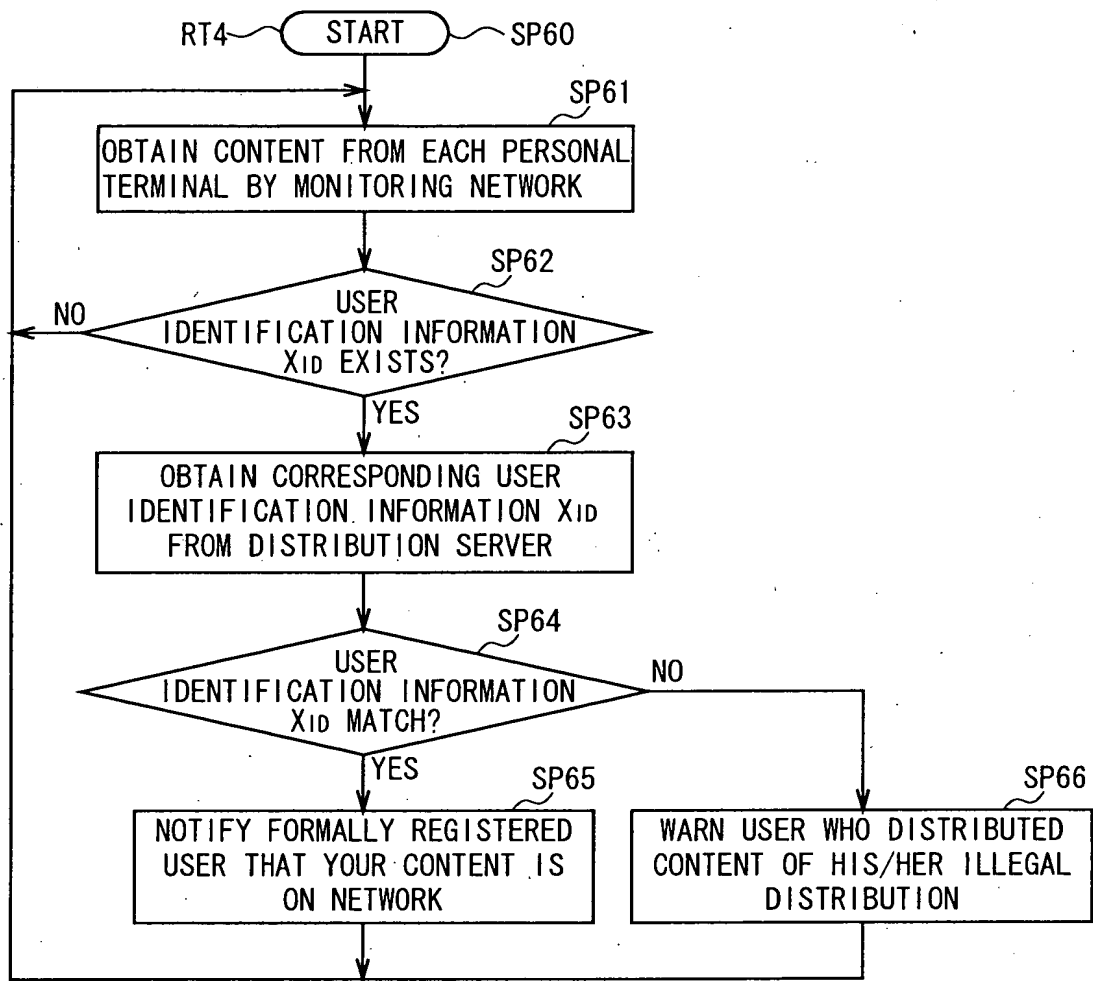 RT4 START SP60
SP61
OBTAIN CONTENT FROM EACH PERSONAL
TERMINAL BY MONITORING NETWORK
SP62
USER
IDENTIFICATION INFORMATION
XID EXISTS?
NO
YES
SP63
OBTAIN CORRESPONDING USER
IDENTIFICATION INFORMATION XID
FROM DISTRIBUTION SERVER
SP64
USER
IDENTIFICATION INFORMATION
XID MATCH?
NO
YES
SP65
NOTIFY FORMALLY REGISTERED
USER THAT YOUR CONTENT IS
ON NETWORK
SP66
WARN USER WHO DISTRIBUTED
CONTENT OF HIS/HER ILLEGAL
DISTRIBUTION